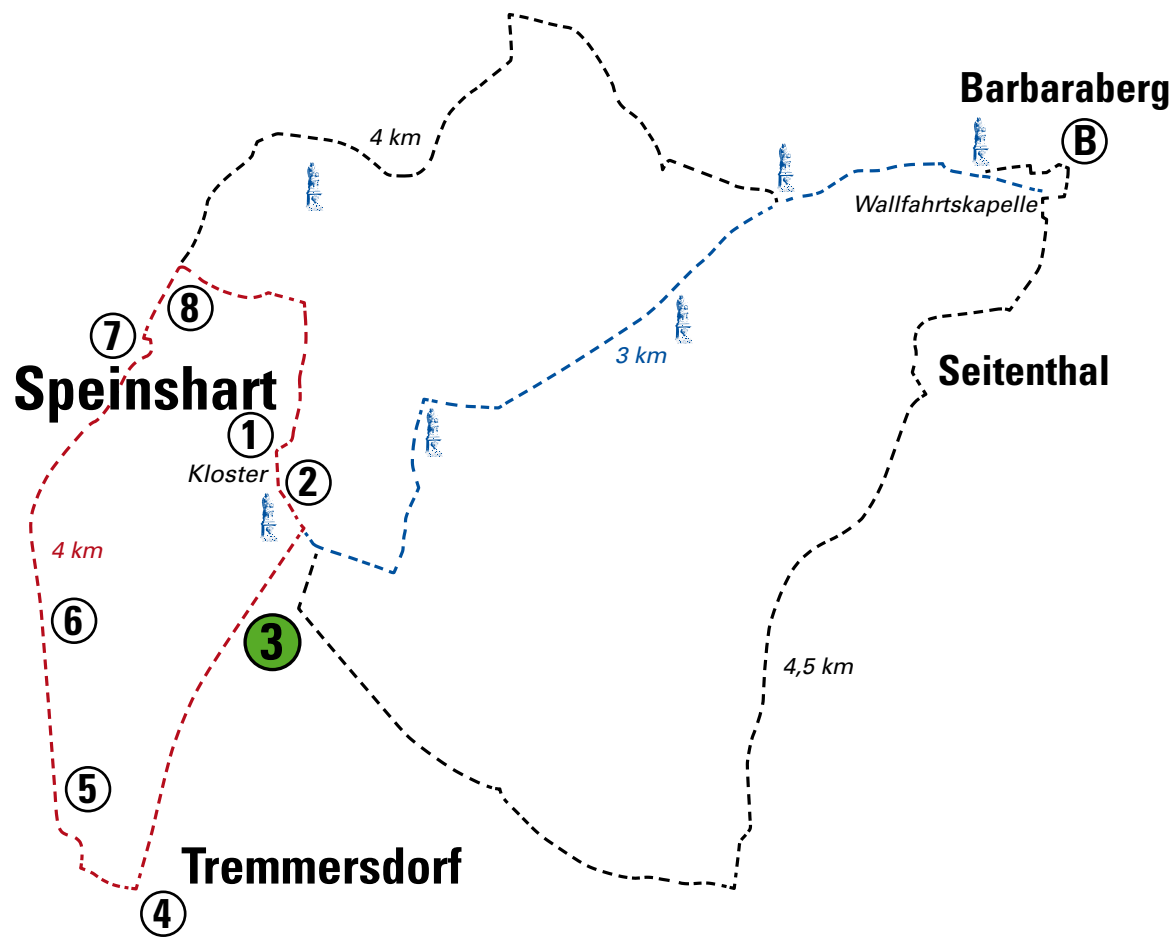 Barbaraberg
B
4 km
Wallfahrtskapelle
8
7
3 km
Seitenthal
Speinshart
1
Kloster
2
4 km
6
3
4,5 km
5
Tremmersdorf
4